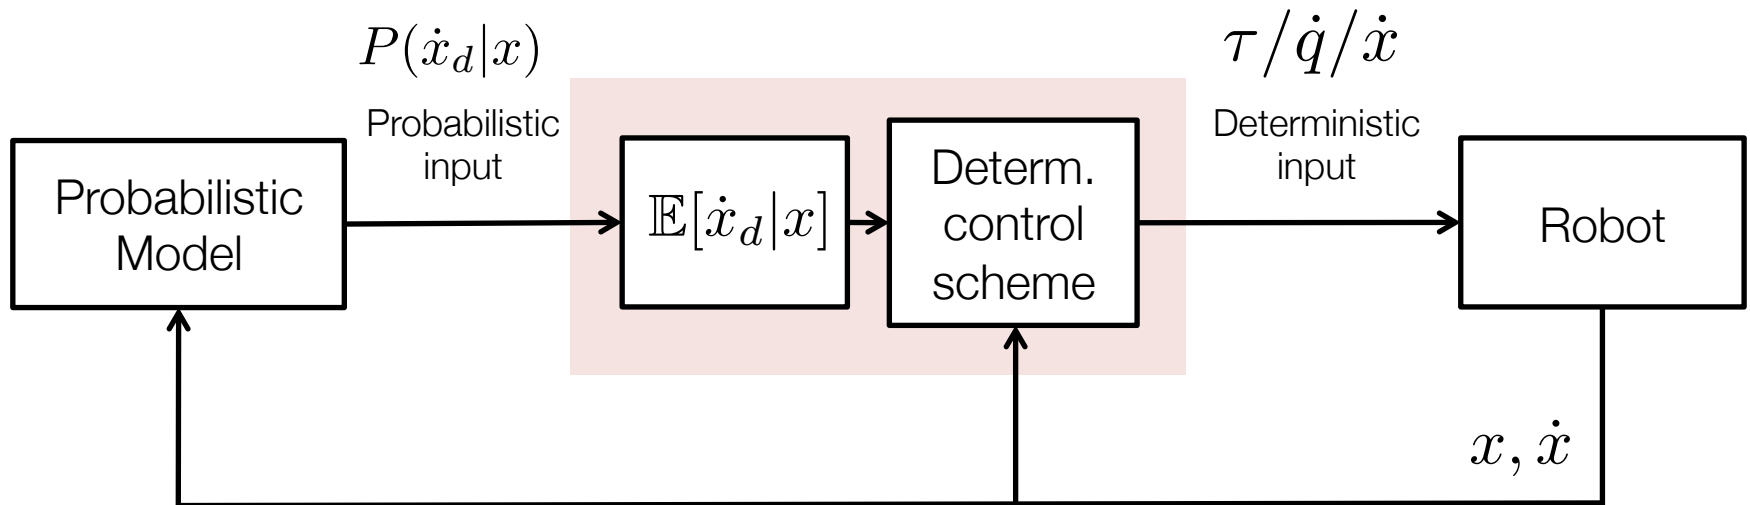 P(ẋ_d|x)
Probabilistic
input
Probabilistic
Model
𝔼[ẋ_d|x]
Determ.
control
scheme
τ/q̇/ẋ
Deterministic
input
Robot
x, ẋ